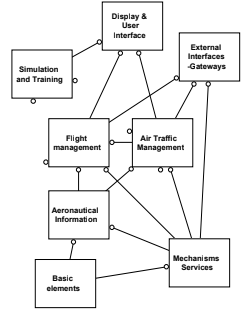 Display &
User
Interface
External
Interfaces
-Gateways
Simulation
and Training
Flight
management
Air Traffic
Management
Aeronautical
Information
Mechanisms
Services
Basic
elements